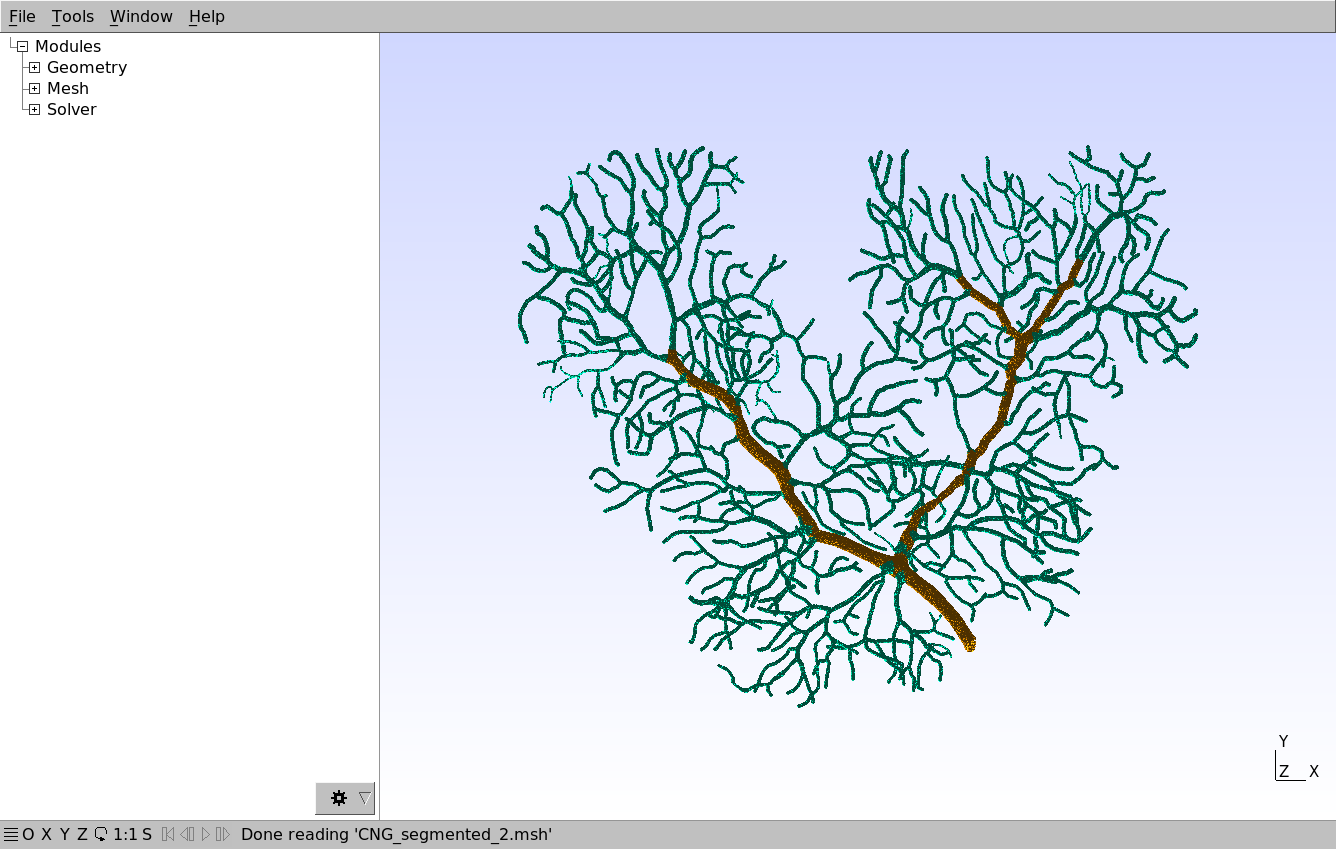 File Tools Window Help
Modules
Geometry
Mesh
Solver
Y
Z X
O X Y Z 1:1 S Done reading 'CNG_segmented_2.msh'